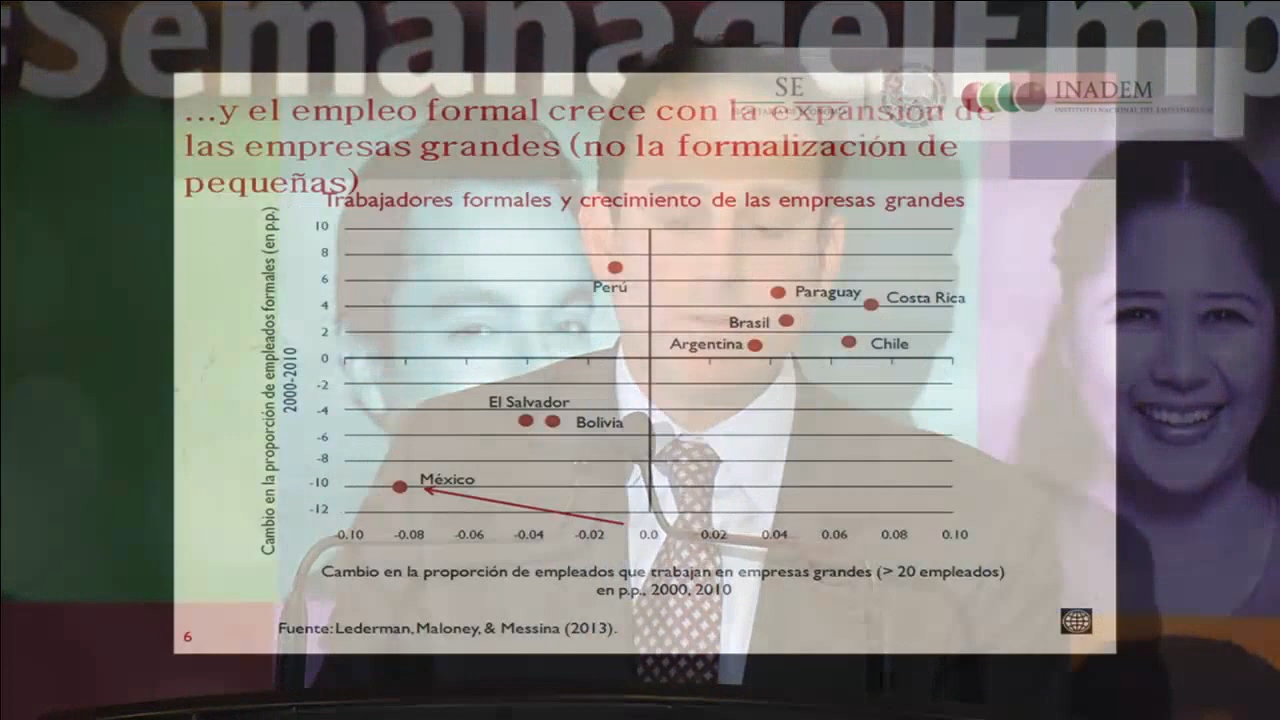 #SemanadelEmp
SE
INADEM
...y el empleo formal crece con la expansión de
las empresas grandes (no la formalización de
pequeñas)
Trabajadores formales y crecimiento de las empresas grandes
Cambio en la proporción de empleados formales (en p.p.)
2000-2010
10
8
6
4
2
0
-2
-4
-6
-8
-10
-12
Perú
Paraguay
Costa Rica
Brasil
Argentina
Chile
El Salvador
Bolivia
México
-0.10 -0.08 -0.06 -0.04 -0.02 0.0 0.02 0.04 0.06 0.08 0.10
Cambio en la proporción de empleados que trabajan en empresas grandes (> 20 empleados)
en p.p., 2000, 2010
Fuente: Lederman, Maloney, & Messina (2013).
6